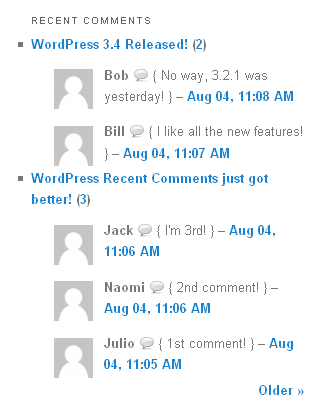 RECENT COMMENTS
WordPress 3.4 Released! (2)
Bob { No way, 3.2.1 was
yesterday! } – Aug 04, 11:08 AM
Bill { I like all the new features!
} – Aug 04, 11:07 AM
WordPress Recent Comments just got
better! (3)
Jack { I'm 3rd! } – Aug 04,
11:06 AM
Naomi { 2nd comment! } –
Aug 04, 11:06 AM
Julio { 1st comment! } – Aug
04, 11:05 AM
Older »